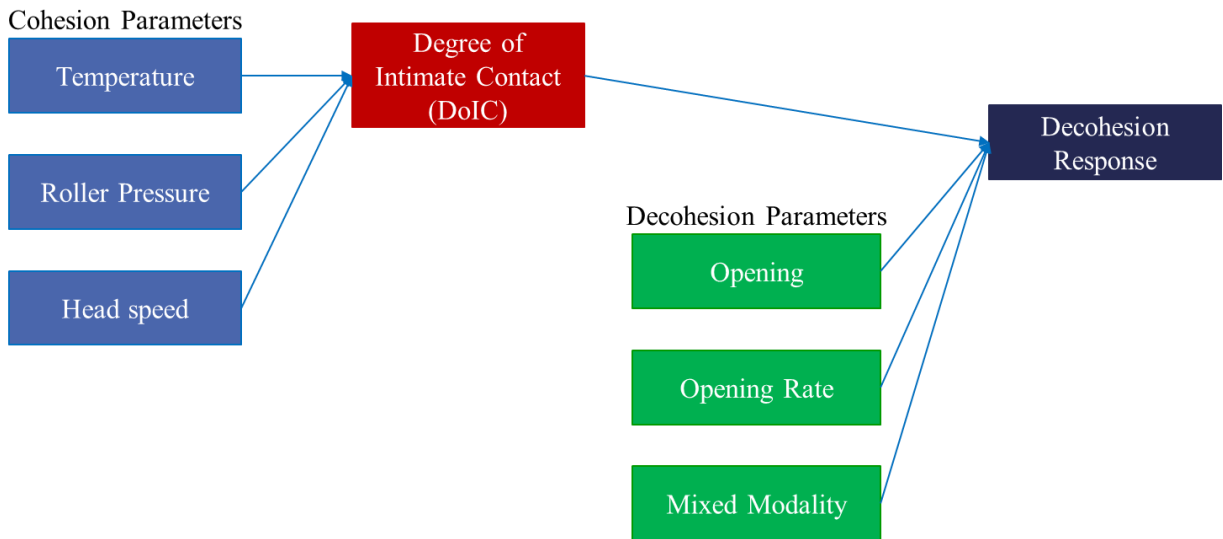 Cohesion Parameters
Temperature
Roller Pressure
Head speed
Degree of
Intimate Contact
(DoIC)
Decohesion
Response
Decohesion Parameters
Opening
Opening Rate
Mixed Modality